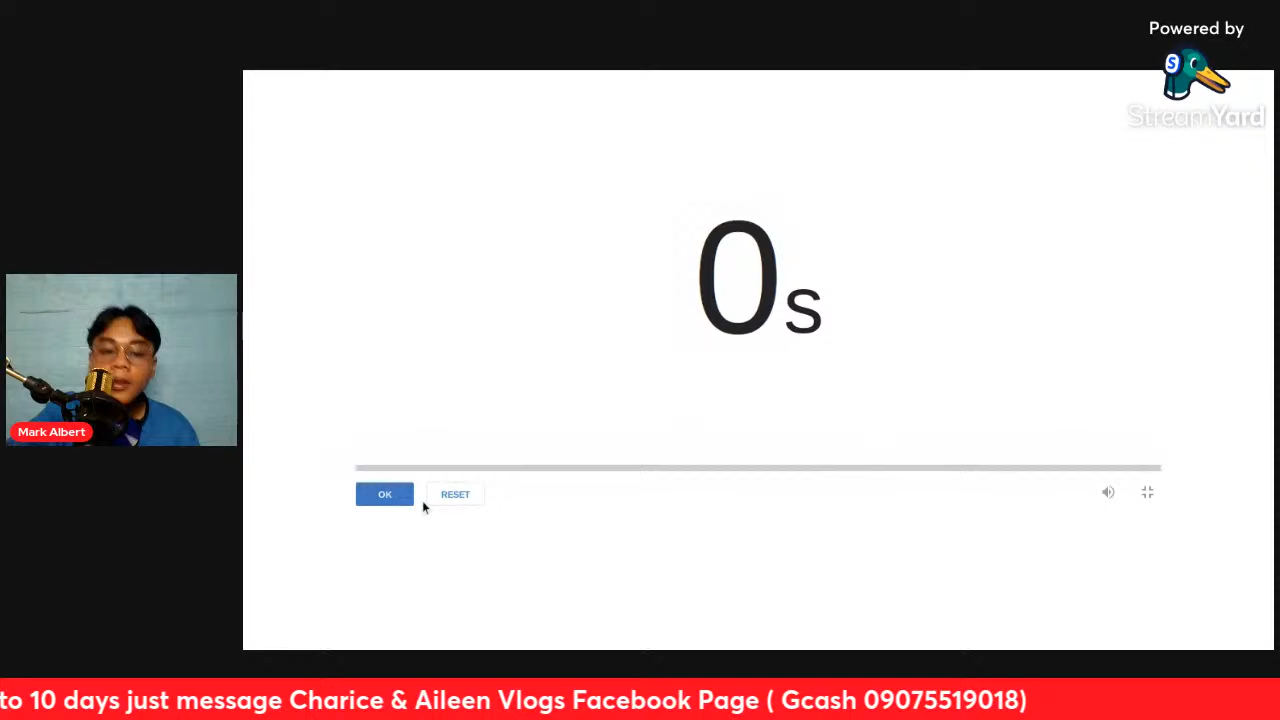 Powered by
StreamYard
0s
Mark Albert
OK
RESET
to 10 days just message Charice & Aileen Vlogs Facebook Page ( Gcash 09075519018)